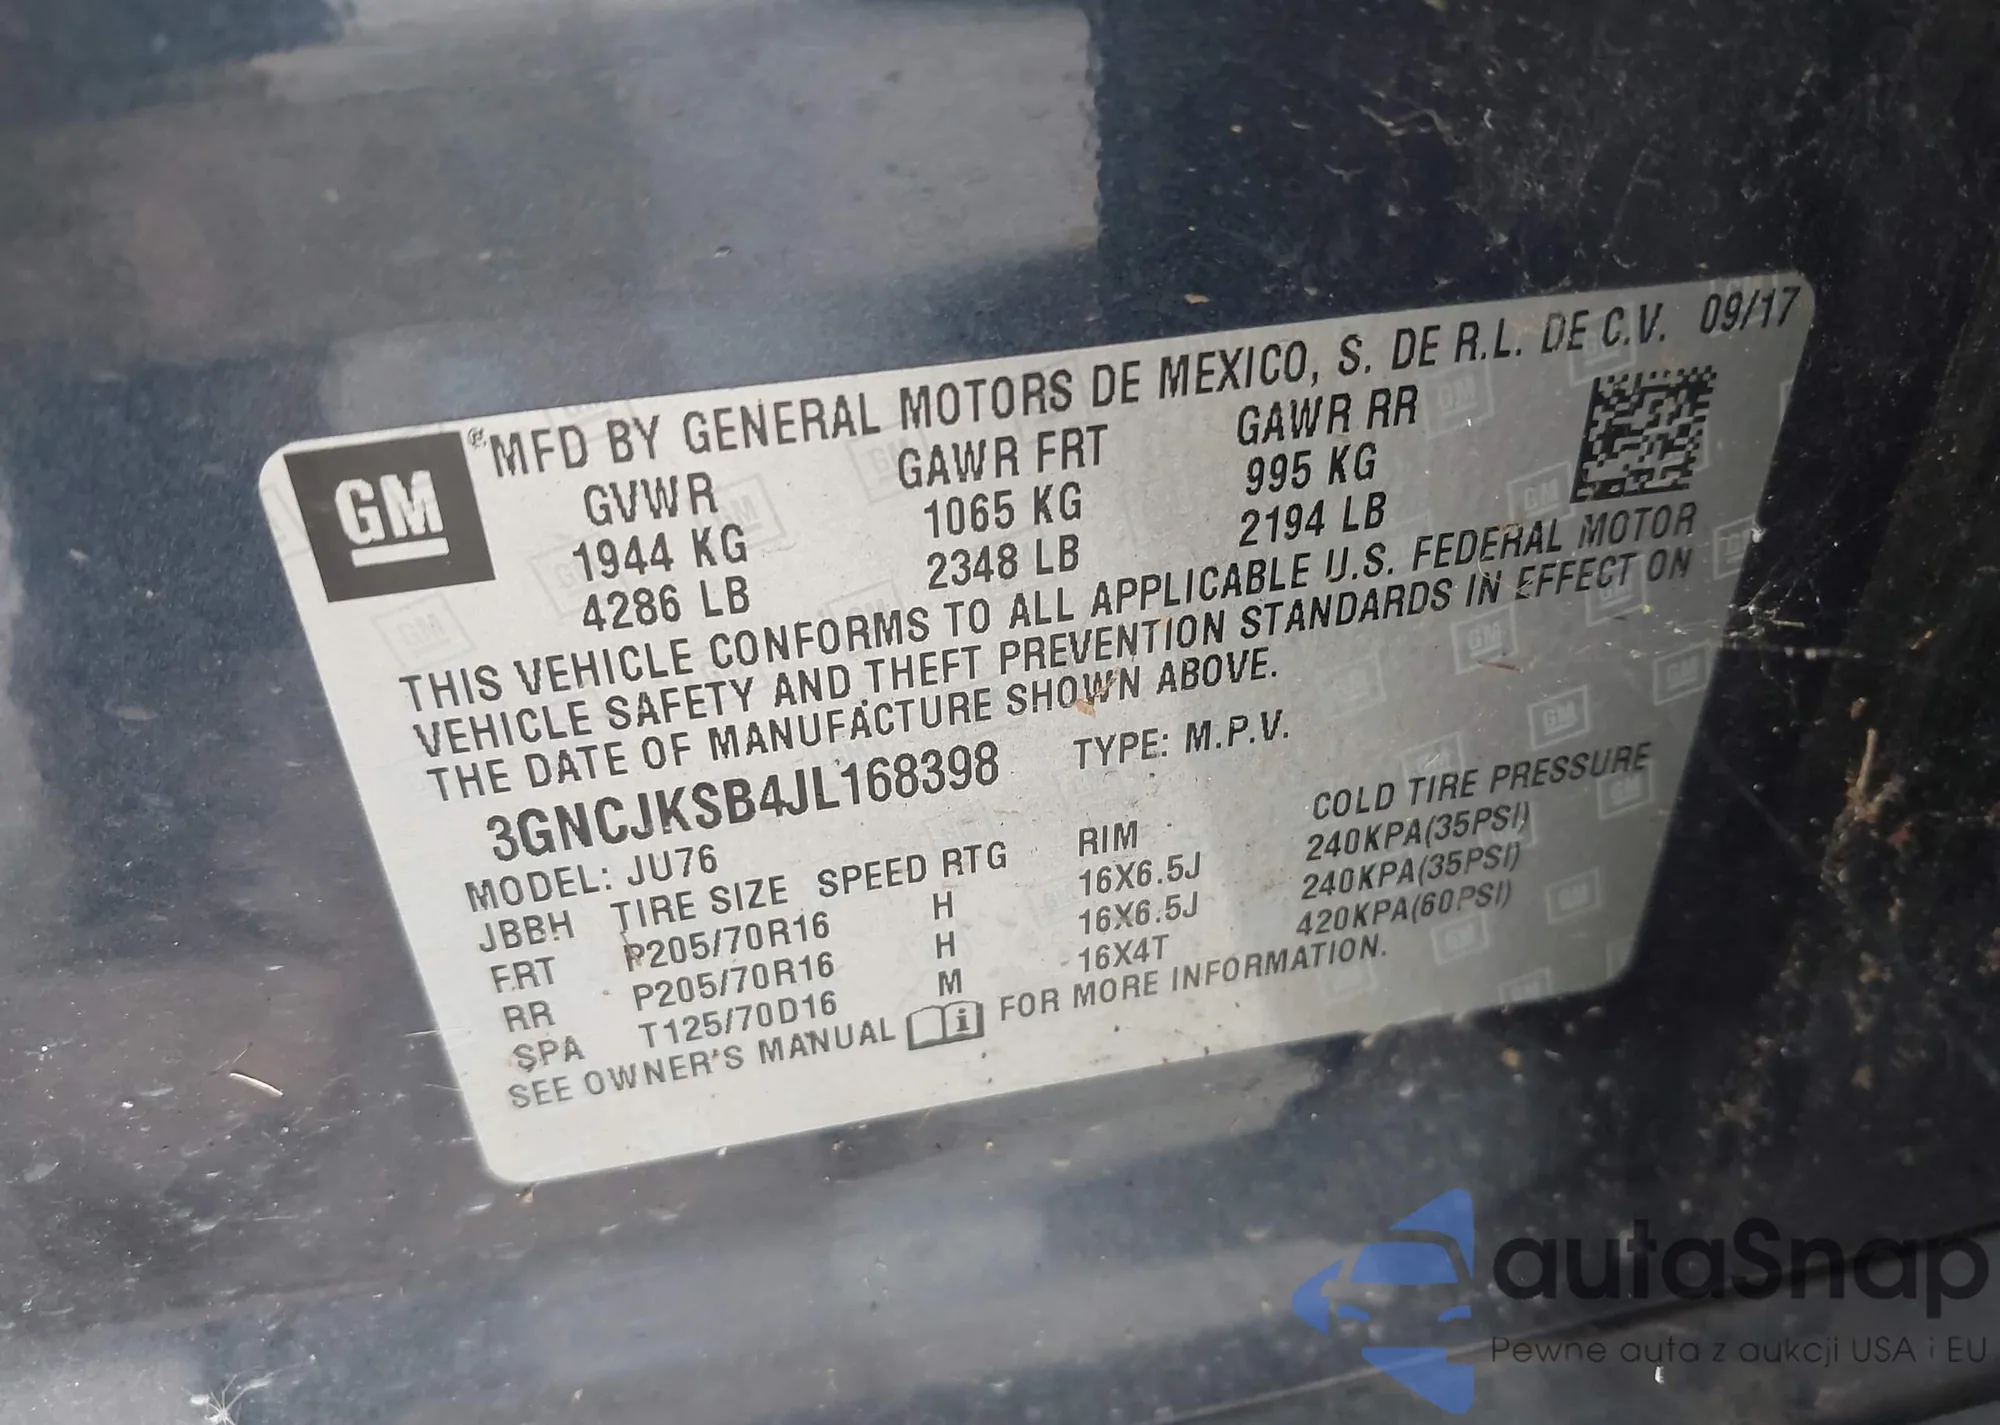 GM
® MFD BY GENERAL MOTORS DE MEXICO, S. DE R.L. DE C.V. 09/17
GVWR GAWR FRT GAWR RR
1944 KG 1065 KG 995 KG
4286 LB 2348 LB 2194 LB
THIS VEHICLE CONFORMS TO ALL APPLICABLE U.S. FEDERAL MOTOR
VEHICLE SAFETY AND THEFT PREVENTION STANDARDS IN EFFECT ON
THE DATE OF MANUFACTURE SHOWN ABOVE.
3GNCJKSB4JL168398 TYPE: M.P.V.
MODEL: JU76
JBBH TIRE SIZE SPEED RTG RIM COLD TIRE PRESSURE
FRT P205/70R16 H 16X6.5J 240KPA(35PSI)
RR P205/70R16 H 16X6.5J 240KPA(35PSI)
SPA T125/70D16 M 16X4T 420KPA(60PSI)
SEE OWNER'S MANUAL i FOR MORE INFORMATION.
autaSnap
Pewne auta z aukcji USA i EU